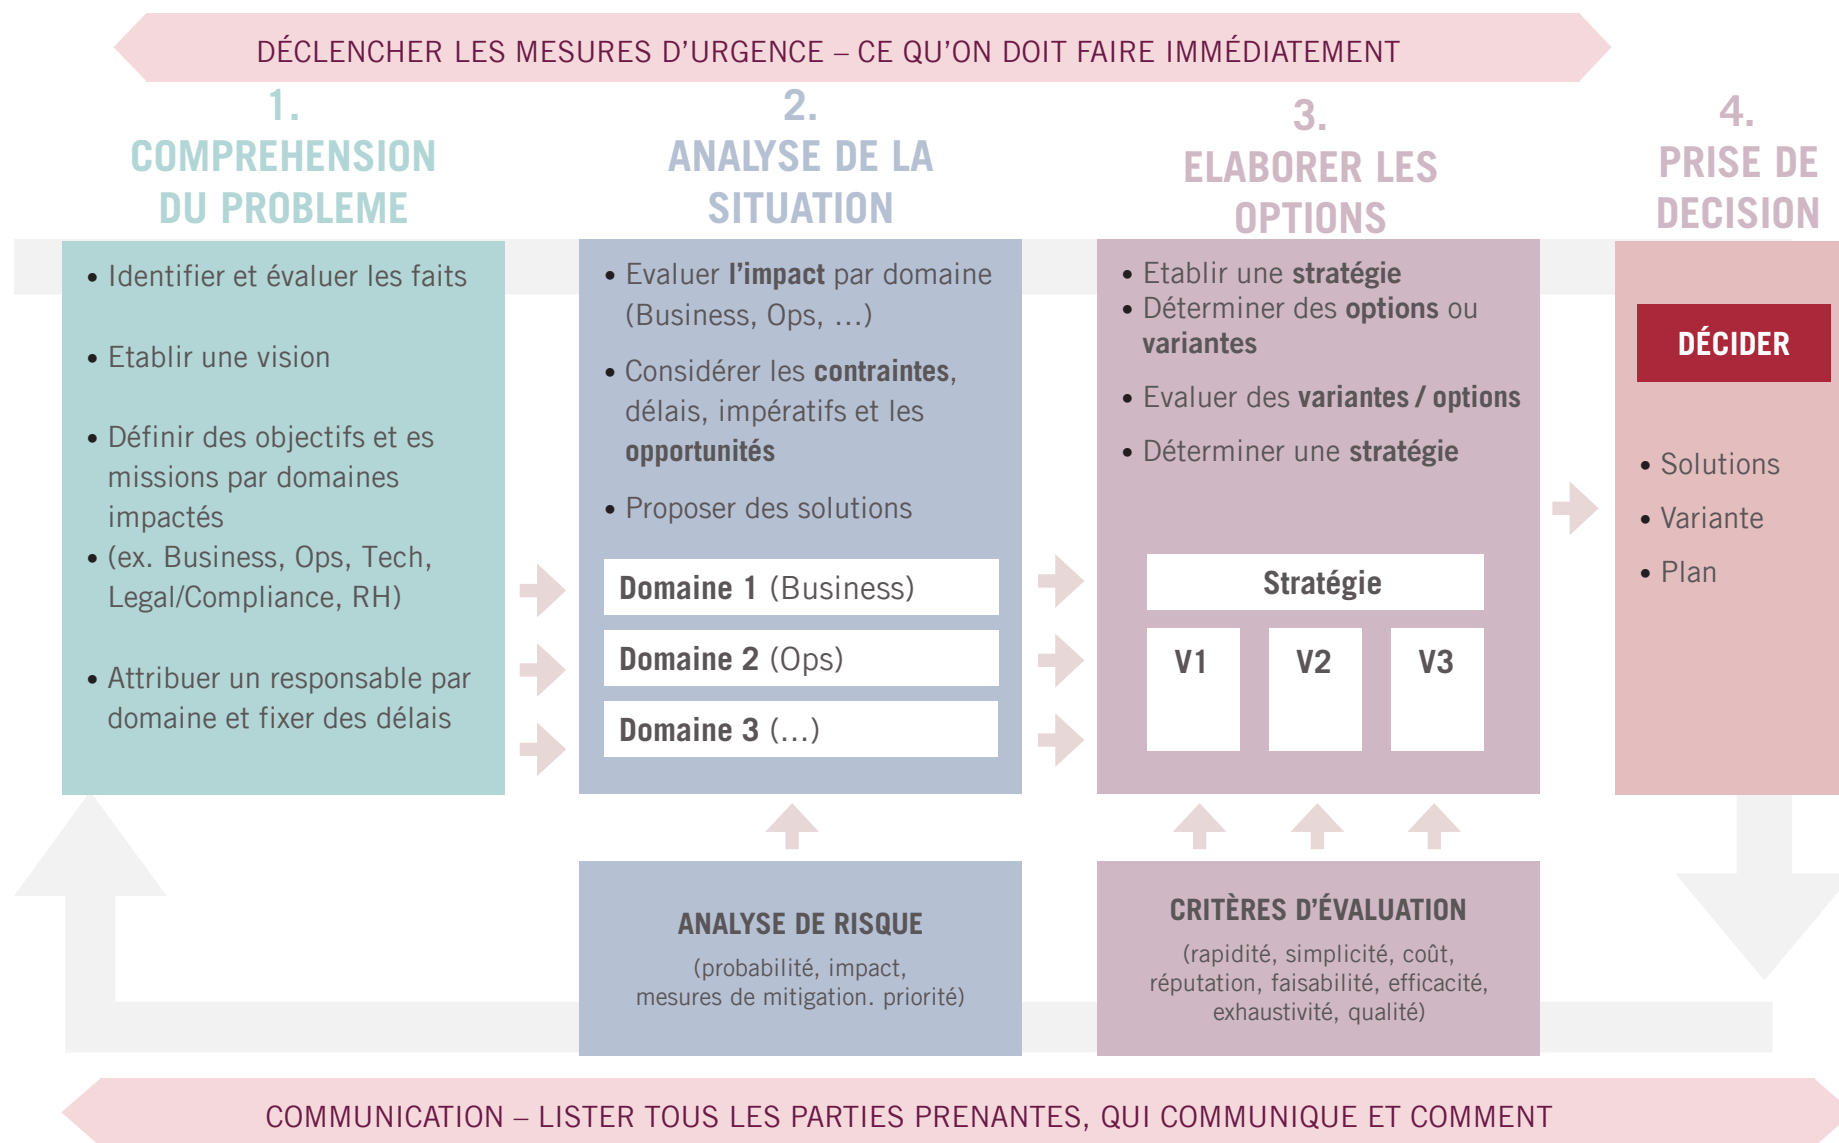 DÉCLENCHER LES MESURES D'URGENCE – CE QU'ON DOIT FAIRE IMMÉDIATEMENT
1.
COMPREHENSION
DU PROBLEME
• Identifier et évaluer les faits
• Etablir une vision
• Définir des objectifs et es
missions par domaines
impactés
• (ex. Business, Ops, Tech,
Legal/Compliance, RH)
• Attribuer un responsable par
domaine et fixer des délais
2.
ANALYSE DE LA
SITUATION
• Evaluer l'impact par domaine
(Business, Ops, ...)
• Considérer les contraintes,
délais, impératifs et les
opportunités
• Proposer des solutions
Domaine 1 (Business)
Domaine 2 (Ops)
Domaine 3 (...)
ANALYSE DE RISQUE
(probabilité, impact,
mesures de mitigation. priorité)
3.
ELABORER LES
OPTIONS
• Etablir une stratégie
• Déterminer des options ou
variantes
• Evaluer des variantes / options
• Déterminer une stratégie
Stratégie
V1 V2 V3
CRITÈRES D'ÉVALUATION
(rapidité, simplicité, coût,
réputation, faisabilité, efficacité,
exhaustivité, qualité)
4.
PRISE DE
DECISION
DÉCIDER
• Solutions
• Variante
• Plan
COMMUNICATION – LISTER TOUS LES PARTIES PRENANTES, QUI COMMUNIQUE ET COMMENT